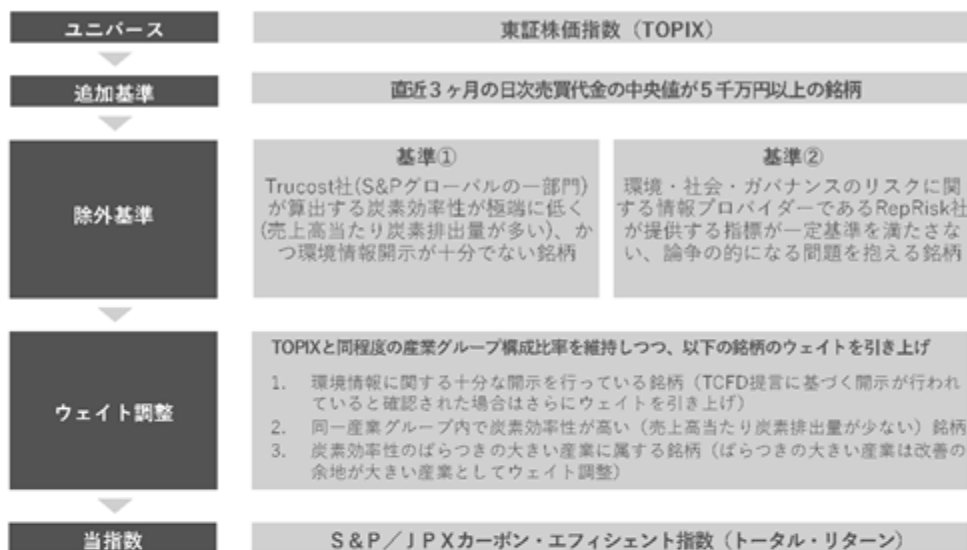 ユニバース
東証株価指数（TOPIX）
追加基準
直近３ヶ月の日次売買代金の中央値が５千万円以上の銘柄
除外基準
基準①
Trucost社(S&Pグローバルの一部門)
が算出する炭素効率性が極端に低く
(売上高当たり炭素排出量が多い)、か
つ環境情報開示が十分でない銘柄
基準②
環境・社会・ガバナンスのリスクに関
する情報プロバイダーであるRepRisk社
が提供する指標が一定基準を満たさな
い、論争の的になる問題を抱える銘柄
ウェイト調整
TOPIXと同程度の産業グループ構成比率を維持しつつ、以下の銘柄のウェイトを引き上げ
1. 環境情報に関する十分な開示を行っている銘柄（TCFD提言に基づく開示が行われ
ていると確認された場合はさらにウェイトを引き上げ）
2. 同一産業グループ内で炭素効率性が高い（売上高当たり炭素排出量が少ない）銘柄
3. 炭素効率性のばらつきの大きい産業に属する銘柄（ばらつきの大きい産業は改善の
余地が大きい産業としてウェイト調整）
当指数
Ｓ＆Ｐ／ＪＰＸカーボン・エフィシェント指数（トータル・リターン）